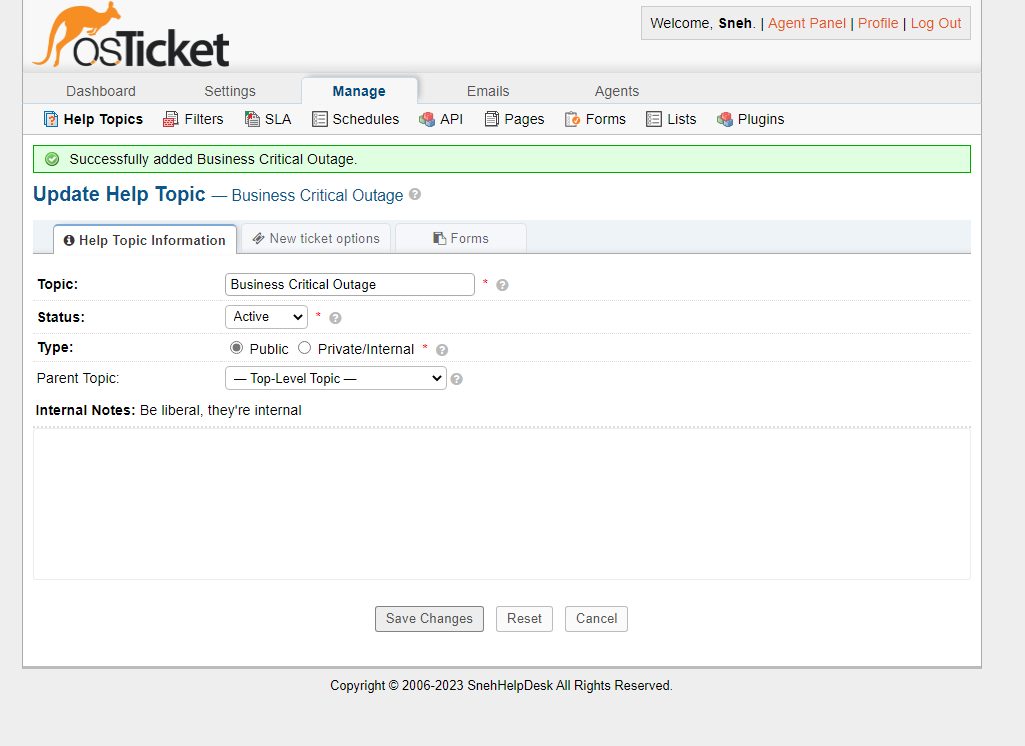 osTicket
Welcome, Sneh. | Agent Panel | Profile | Log Out
Dashboard Settings Manage Emails Agents
Help Topics Filters SLA Schedules API Pages Forms Lists Plugins
Successfully added Business Critical Outage.
Update Help Topic — Business Critical Outage
Help Topic Information New ticket options Forms
Topic: Business Critical Outage *
Status: Active *
Type: Public Private/Internal *
Parent Topic: — Top-Level Topic —
Internal Notes: Be liberal, they're internal
Save Changes Reset Cancel
Copyright © 2006-2023 SnehHelpDesk All Rights Reserved.